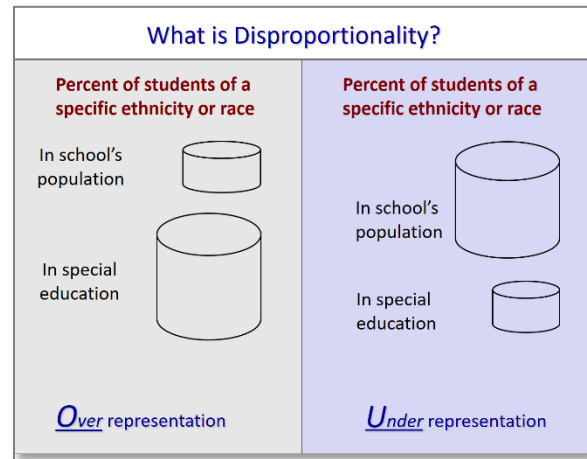 What is Disproportionality?
Percent of students of a
specific ethnicity or race
In school's
population
In special
education
Over representation
Percent of students of a
specific ethnicity or race
In school's
population
In special
education
Under representation